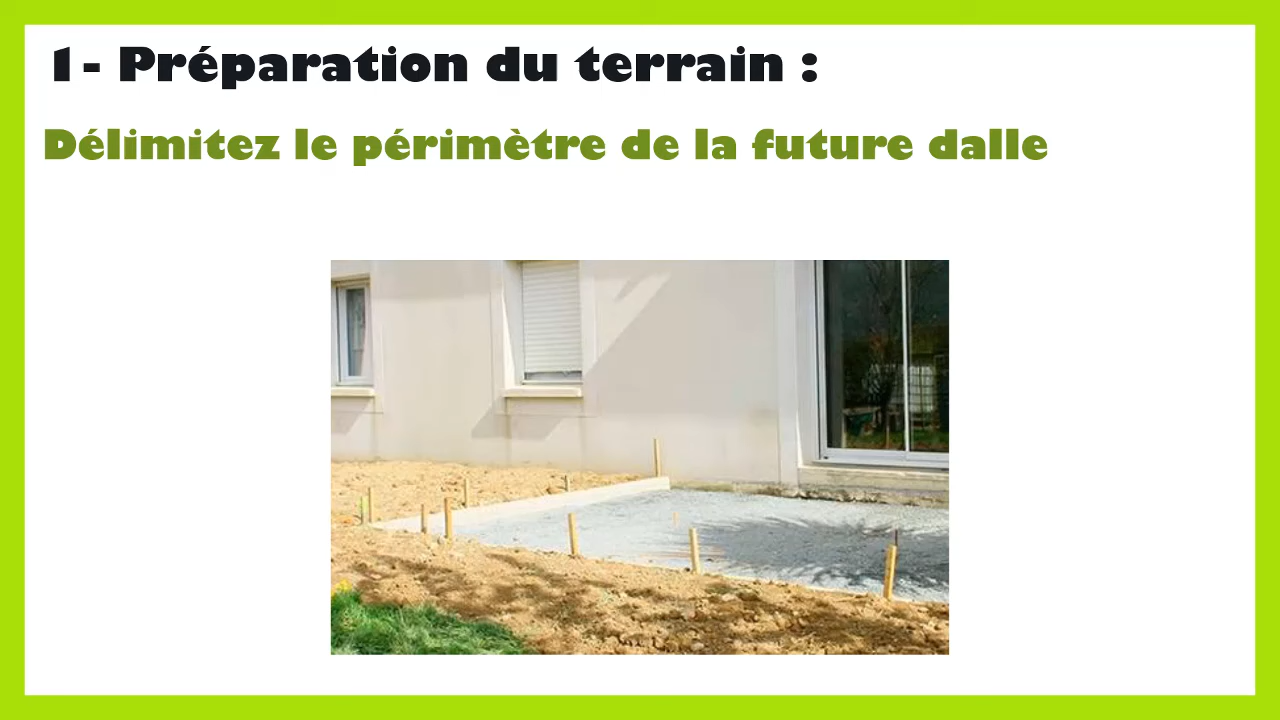 1- Préparation du terrain :
Délimitez le périmètre de la future dalle